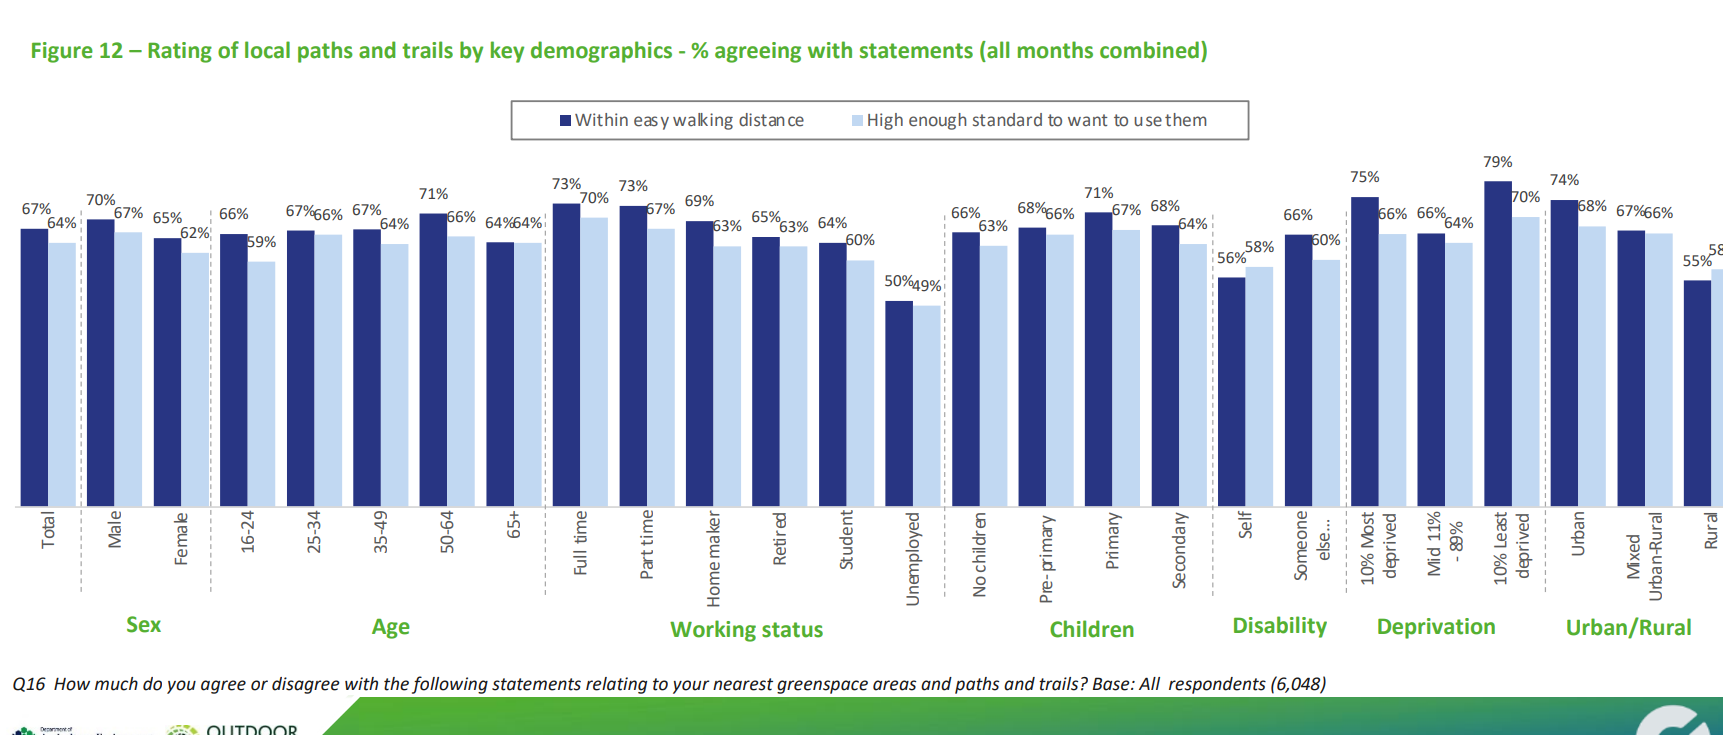 Figure 12 – Rating of local paths and trails by key demographics - % agreeing with statements (all months combined)
Within easy walking distance
High enough standard to want to use them
67% 64%
70% 67%
65% 62%
66% 59%
67% 66%
67% 64%
71% 66%
64% 64%
73% 70%
73% 67%
69% 63%
65% 63%
64% 60%
50% 49%
66% 63%
68% 66%
71% 67%
68% 64%
56% 58%
66% 60%
75% 66%
66% 64%
79% 70%
74% 68%
67% 66%
55% 58
Total
Male
Female
16-24
25-34
35-49
50-64
65+
Full time
Part time
Homemaker
Retired
Student
Unemployed
No children
Pre-primary
Primary
Secondary
Self
Someone
else...
10% Most
deprived
Mid 11%
- 89%
10% Least
deprived
Urban
Mixed
Urban-Rural
Rural
Sex
Age
Working status
Children
Disability
Deprivation
Urban/Rural
Q16 How much do you agree or disagree with the following statements relating to your nearest greenspace areas and paths and trails? Base: All respondents (6,048)
Department of
OUTDOOR